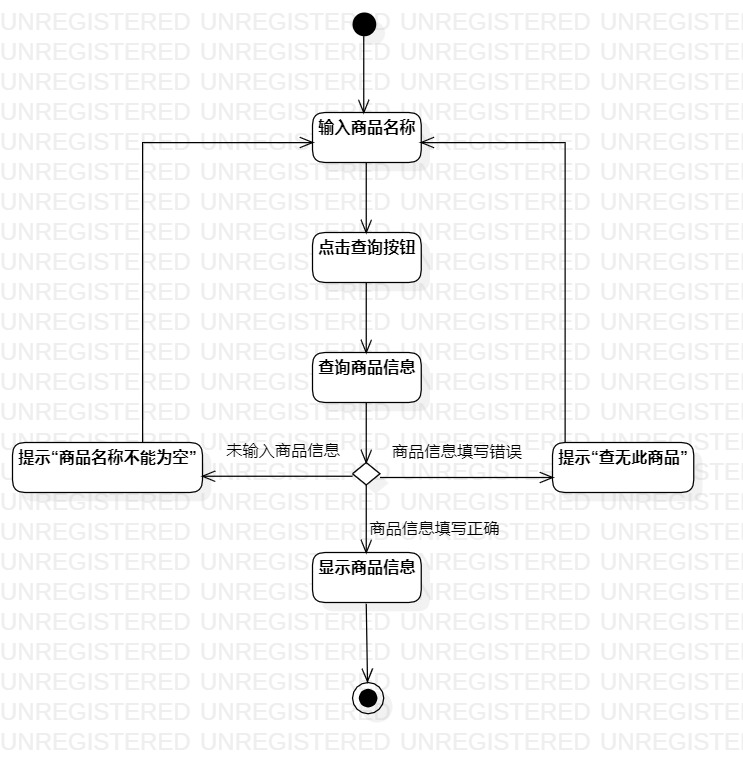 输入商品名称
点击查询按钮
查询商品信息
未输入商品信息
商品信息填写错误
提示“商品名称不能为空”
提示“查无此商品”
商品信息填写正确
显示商品信息
UNREGISTERED